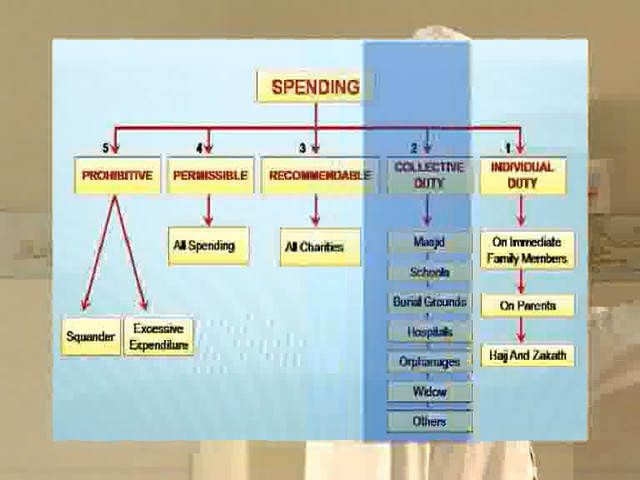 SPENDING
5
4
3
2
1
PROHIBITIVE
PERMISSIBLE
RECOMMENDABLE
COLLECTIVE
DUTY
INDIVIDUAL
DUTY
All Spending
All Charities
Masjid
Schools
Burial Grounds
Hospitals
Orphanages
Widow
Others
On Immediate
Family Members
On Parents
Hajj And Zakath
Squander
Excessive
Expenditure